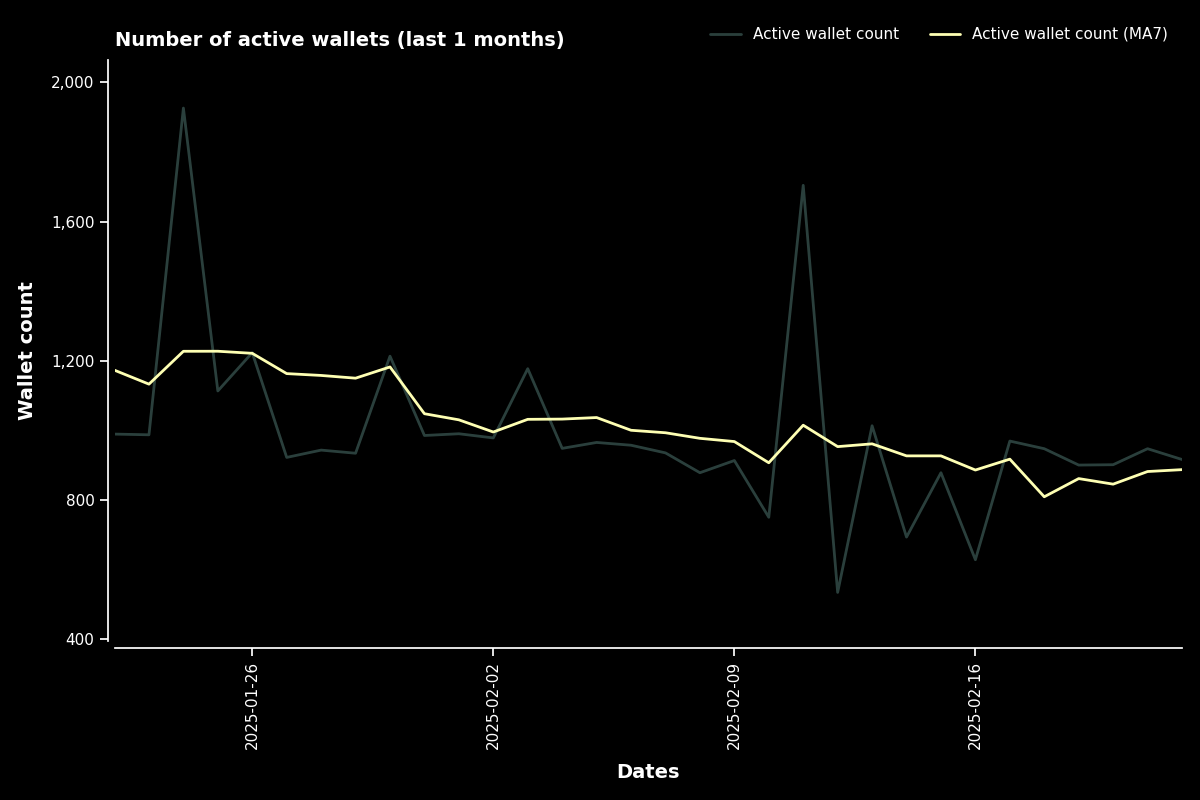 Number of active wallets (last 1 months)
Active wallet count
Active wallet count (MA7)
Wallet count
2,000
1,600
1,200
800
400
2025-01-26
2025-02-02
2025-02-09
2025-02-16
Dates